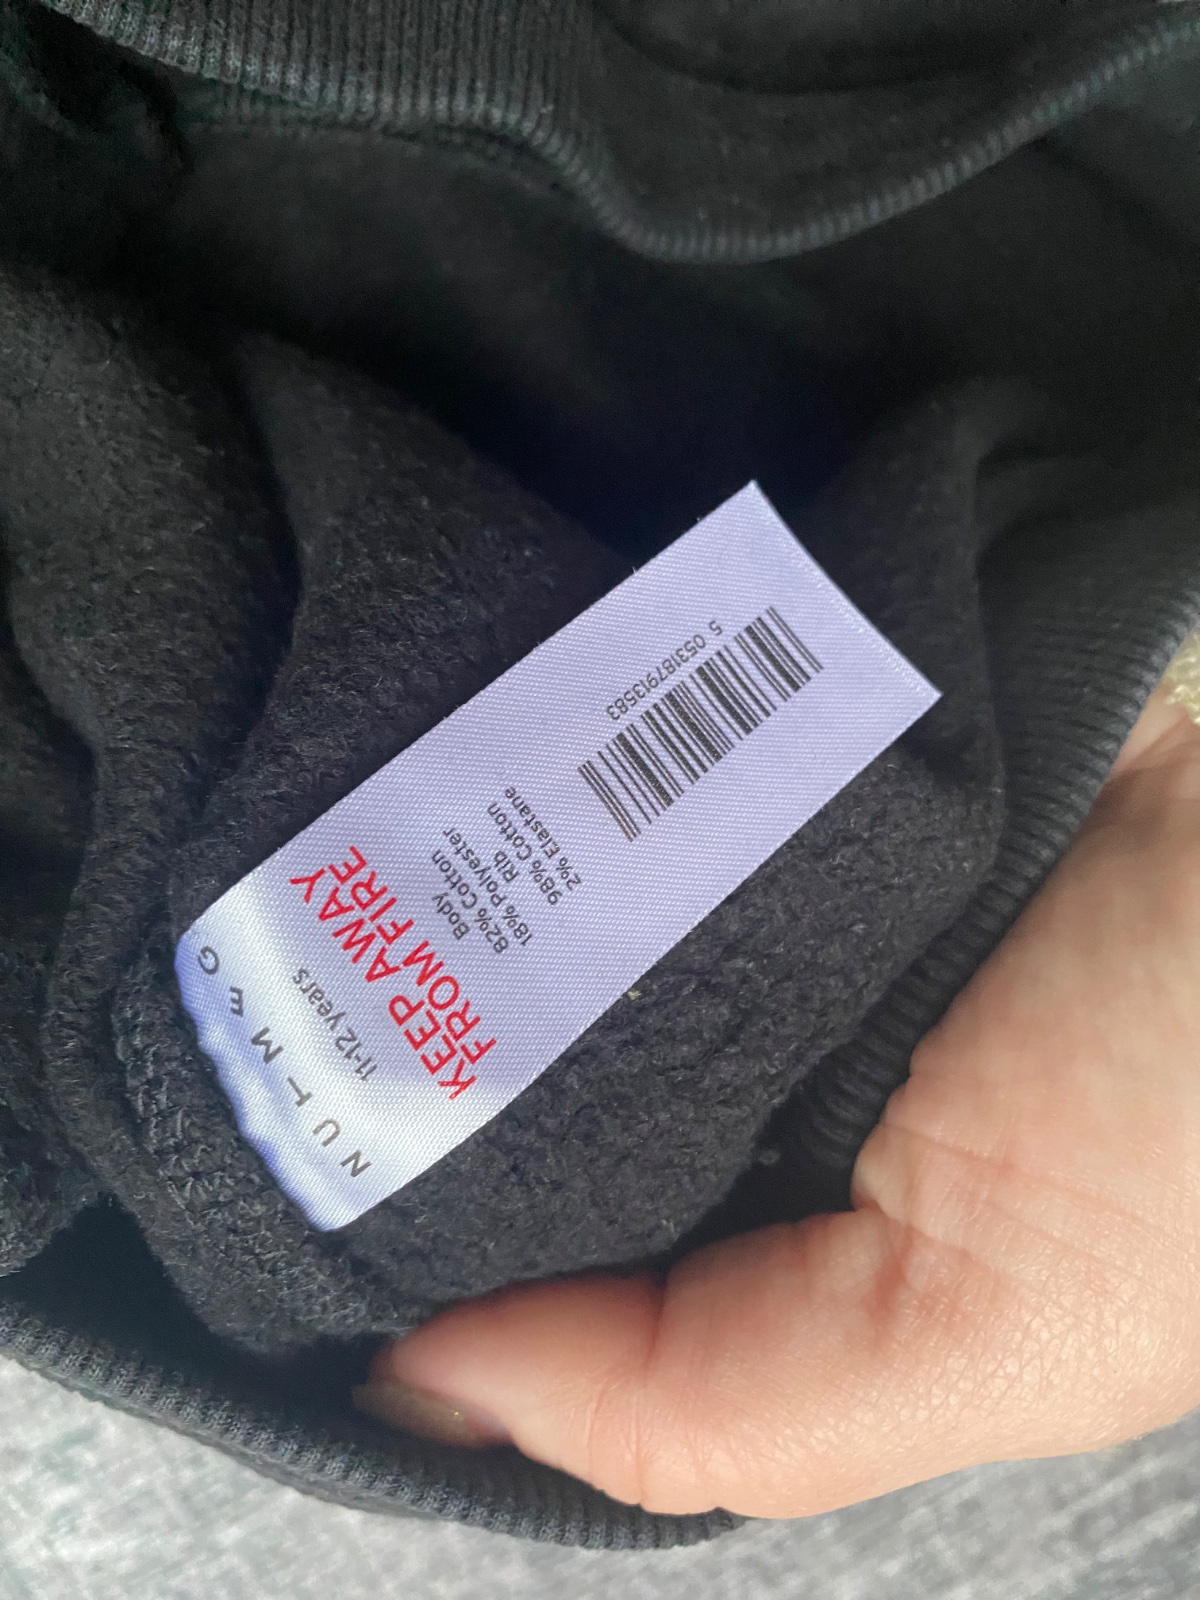 NUTMEG
11-12 years
KEEP AWAY
FROM FIRE
Body
82% Cotton
18% Polyester
Rib
98% Cotton
2% Elastane
5 053187913583